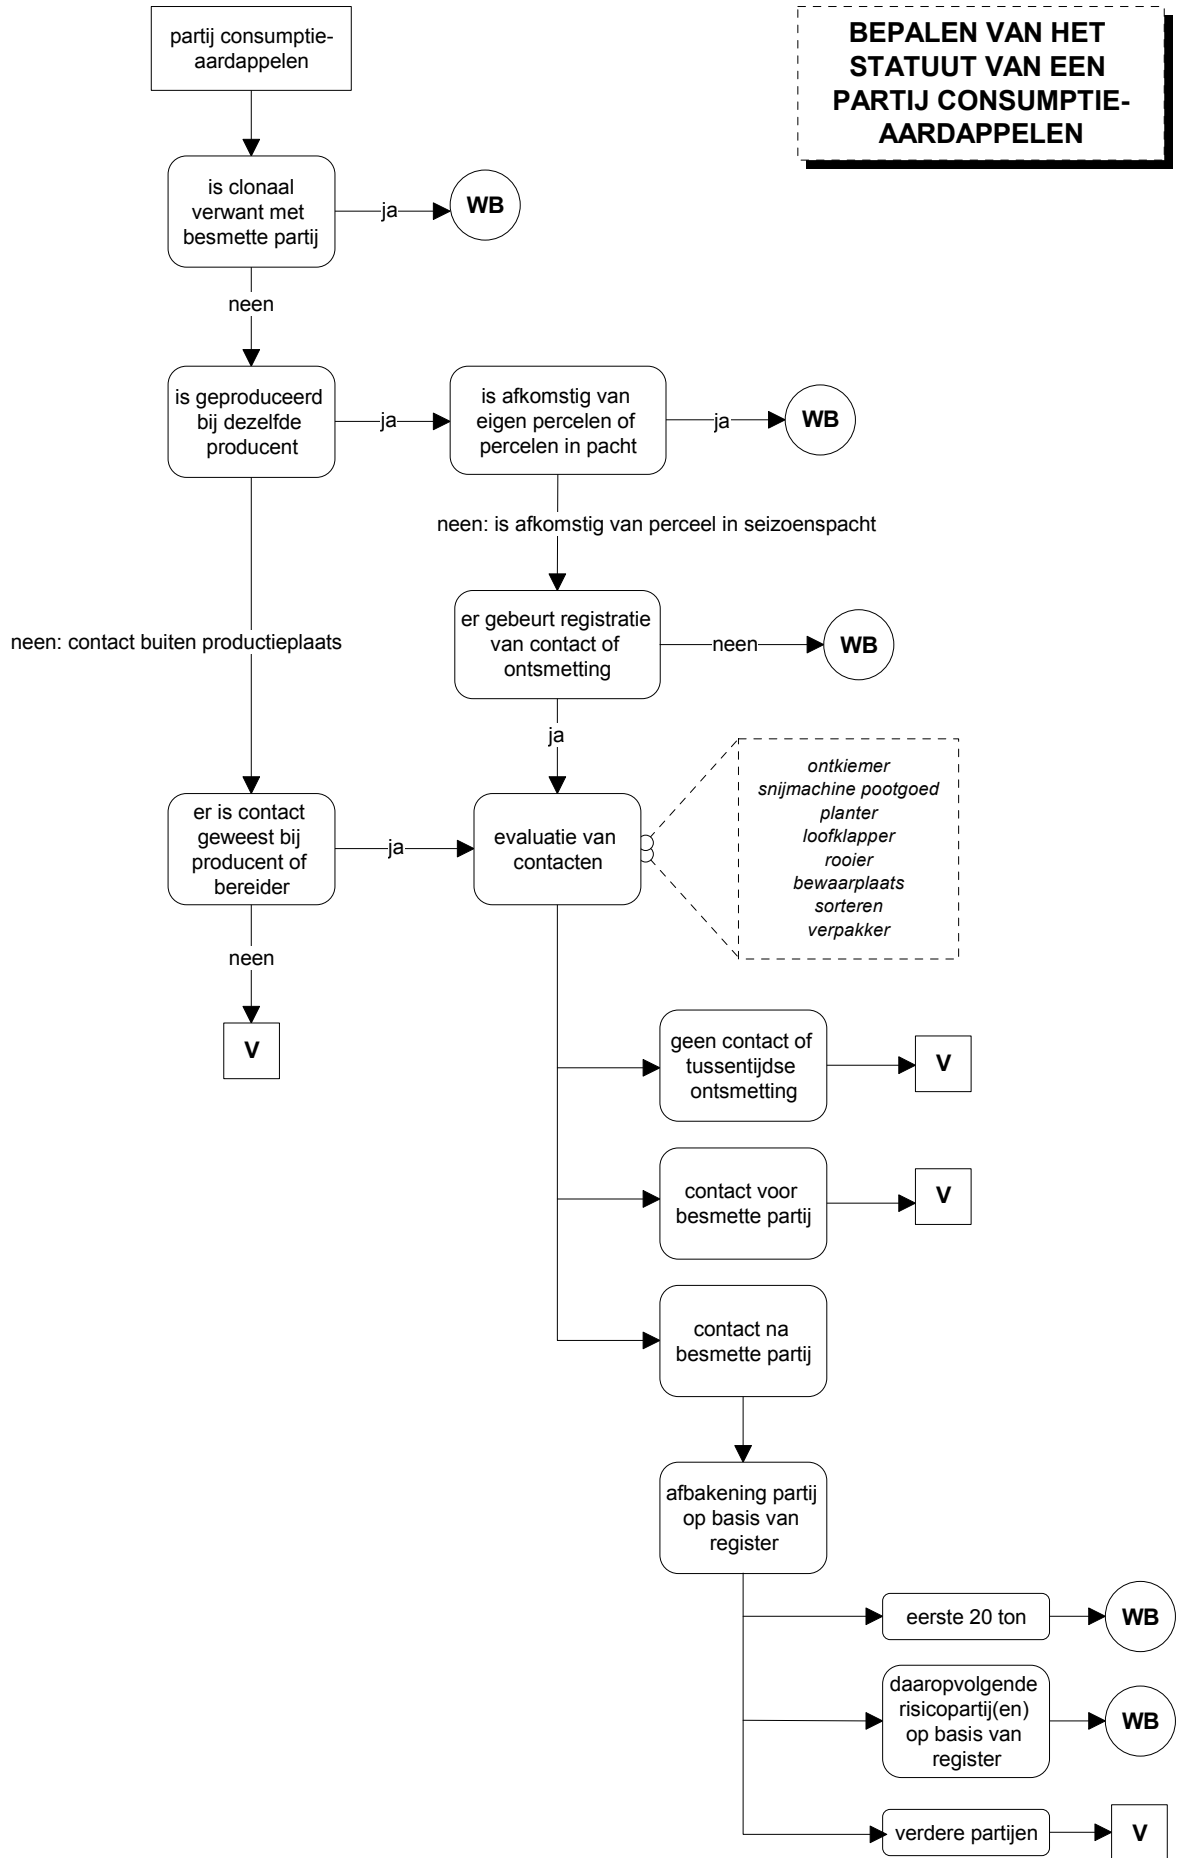 BEPALEN VAN HET
STATUUT VAN EEN
PARTIJ CONSUMPTIE-
AARDAPPELEN
partij consumptie-
aardappelen
is clonaal
verwant met
besmette partij
ja
WB
neen
is geproduceerd
bij dezelfde
producent
ja
is afkomstig van
eigen percelen of
percelen in pacht
ja
WB
neen: is afkomstig van perceel in seizoenspacht
neen: contact buiten productieplaats
er gebeurt registratie
van contact of
ontsmetting
neen
WB
ja
er is contact
geweest bij
producent of
bereider
ja
evaluatie van
contacten
ontkiemer
snijmachine pootgoed
planter
loofklapper
rooier
bewaarplaats
sorteren
verpakker
neen
V
geen contact of
tussentijdse
ontsmetting
V
contact voor
besmette partij
V
contact na
besmette partij
afbakening partij
op basis van
register
eerste 20 ton
WB
daaropvolgende
risicopartij(en)
op basis van
register
WB
verdere partijen
V